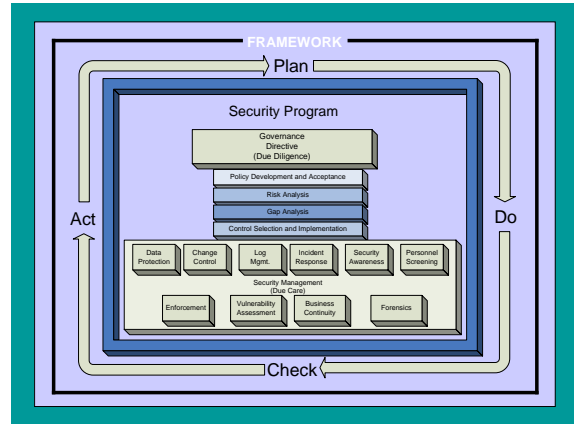 FRAMEWORK
Plan
Security Program
Governance
Directive
(Due Diligence)
Policy Development and Acceptance
Risk Analysis
Gap Analysis
Control Selection and Implementation
Act
Do
Data
Protection
Change
Control
Log
Mgmt.
Incident
Response
Security
Awareness
Personnel
Screening
Security Management
(Due Care)
Enforcement
Vulnerability
Assessment
Business
Continuity
Forensics
Check